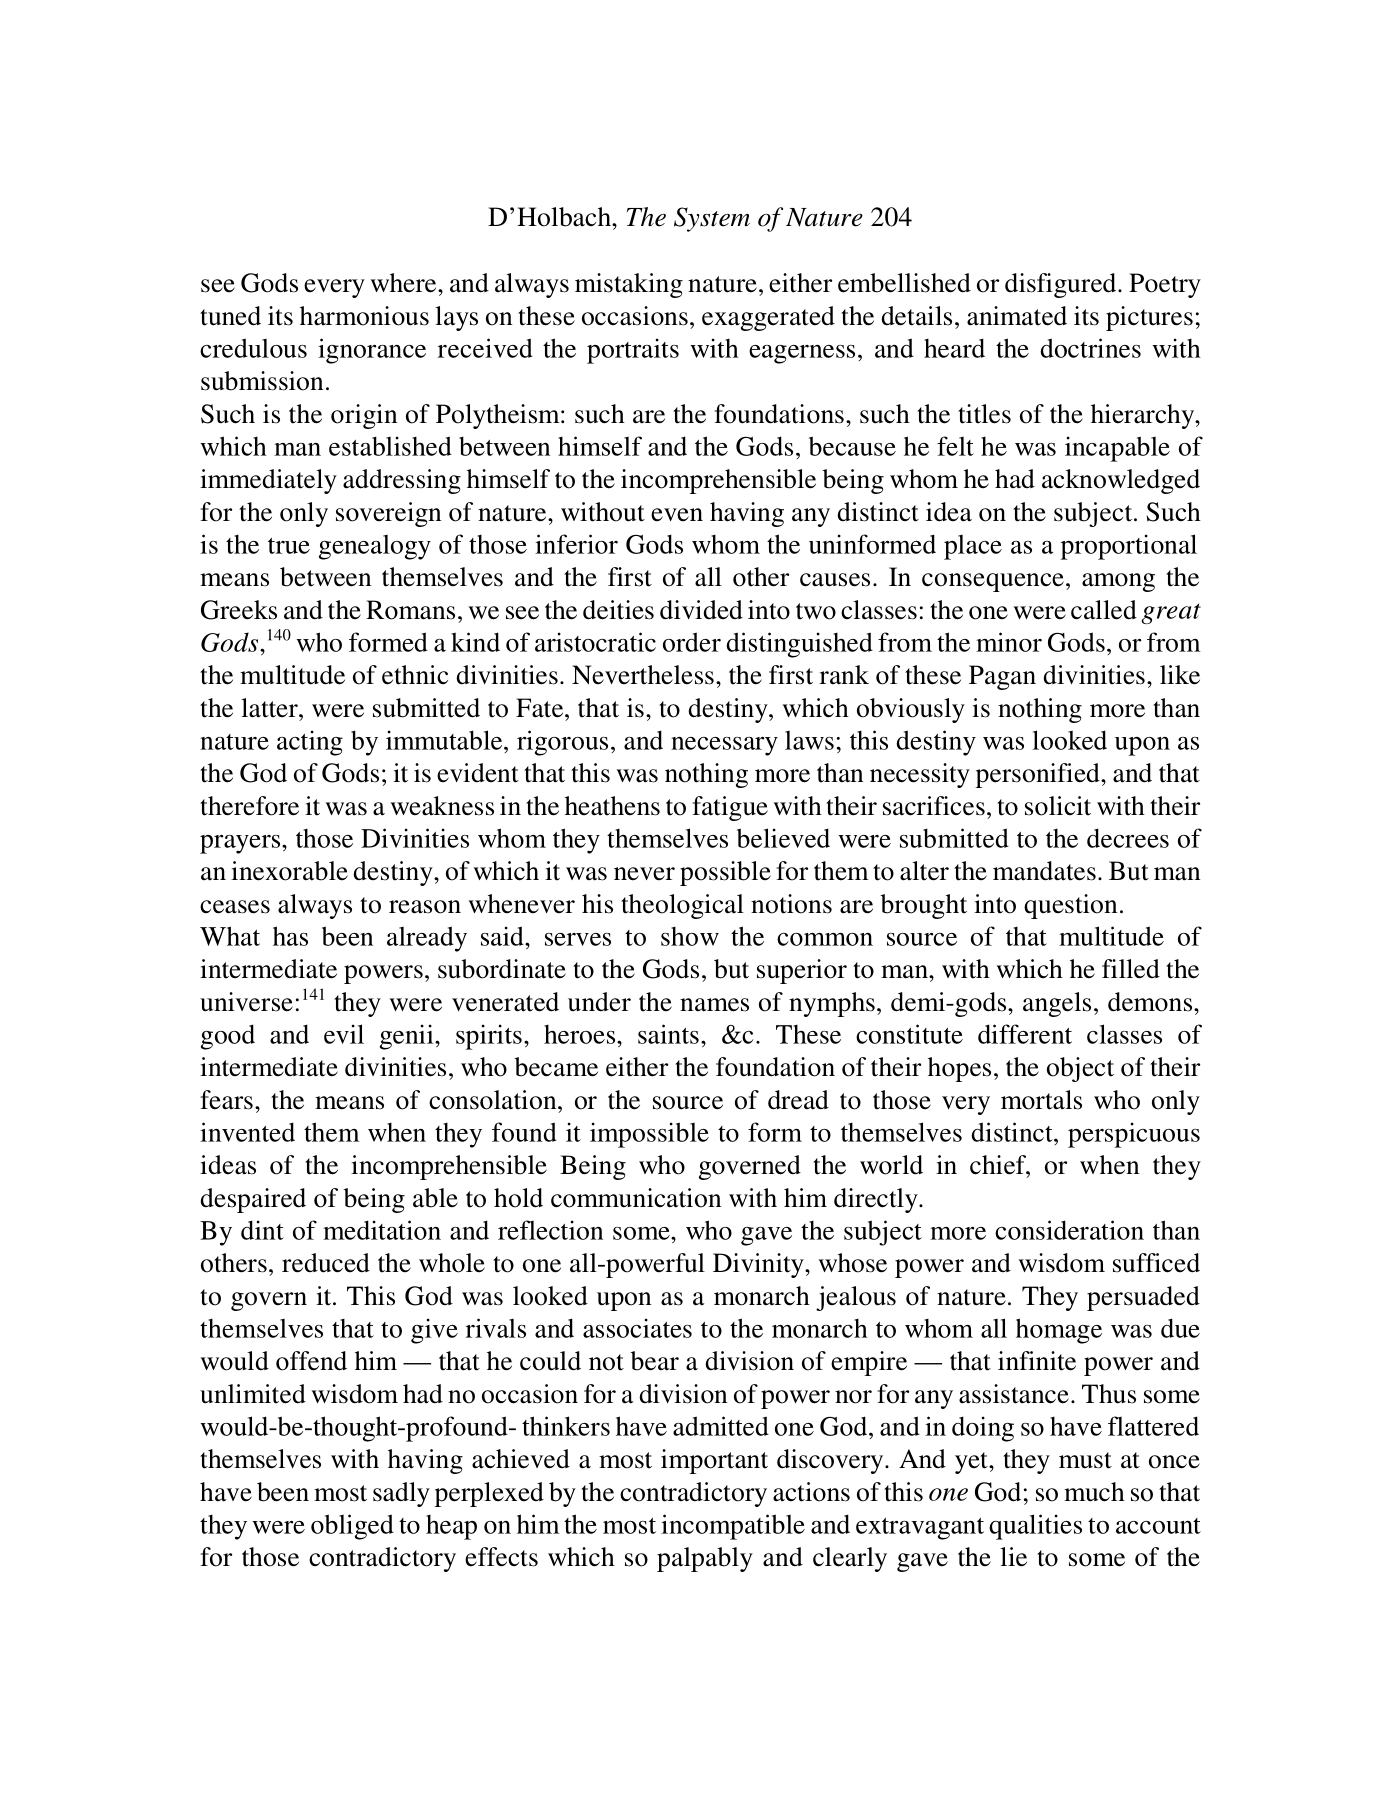 D’Holbach, The System of Nature 204
see Gods every where, and always mistaking nature, either embellished or disfigured. Poetry
tuned its harmonious lays on these occasions, exaggerated the details, animated its pictures;
credulous ignorance received the portraits with eagerness, and heard the doctrines with
submission.
Such is the origin of Polytheism: such are the foundations, such the titles of the hierarchy,
which man established between himself and the Gods, because he felt he was incapable of
immediately addressing himself to the incomprehensible being whom he had acknowledged
for the only sovereign of nature, without even having any distinct idea on the subject. Such
is the true genealogy of those inferior Gods whom the uninformed place as a proportional
means between themselves and the first of all other causes. In consequence, among the
Greeks and the Romans, we see the deities divided into two classes: the one were called great
Gods,140 who formed a kind of aristocratic order distinguished from the minor Gods, or from
the multitude of ethnic divinities. Nevertheless, the first rank of these Pagan divinities, like
the latter, were submitted to Fate, that is, to destiny, which obviously is nothing more than
nature acting by immutable, rigorous, and necessary laws; this destiny was looked upon as
the God of Gods; it is evident that this was nothing more than necessity personified, and that
therefore it was a weakness in the heathens to fatigue with their sacrifices, to solicit with their
prayers, those Divinities whom they themselves believed were submitted to the decrees of
an inexorable destiny, of which it was never possible for them to alter the mandates. But man
ceases always to reason whenever his theological notions are brought into question.
What has been already said, serves to show the common source of that multitude of
intermediate powers, subordinate to the Gods, but superior to man, with which he filled the
universe:141 they were venerated under the names of nymphs, demi-gods, angels, demons,
good and evil genii, spirits, heroes, saints, &c. These constitute different classes of
intermediate divinities, who became either the foundation of their hopes, the object of their
fears, the means of consolation, or the source of dread to those very mortals who only
invented them when they found it impossible to form to themselves distinct, perspicuous
ideas of the incomprehensible Being who governed the world in chief, or when they
despaired of being able to hold communication with him directly.
By dint of meditation and reflection some, who gave the subject more consideration than
others, reduced the whole to one all-powerful Divinity, whose power and wisdom sufficed
to govern it. This God was looked upon as a monarch jealous of nature. They persuaded
themselves that to give rivals and associates to the monarch to whom all homage was due
would offend him — that he could not bear a division of empire — that infinite power and
unlimited wisdom had no occasion for a division of power nor for any assistance. Thus some
would-be-thought-profound- thinkers have admitted one God, and in doing so have flattered
themselves with having achieved a most important discovery. And yet, they must at once
have been most sadly perplexed by the contradictory actions of this one God; so much so that
they were obliged to heap on him the most incompatible and extravagant qualities to account
for those contradictory effects which so palpably and clearly gave the lie to some of the